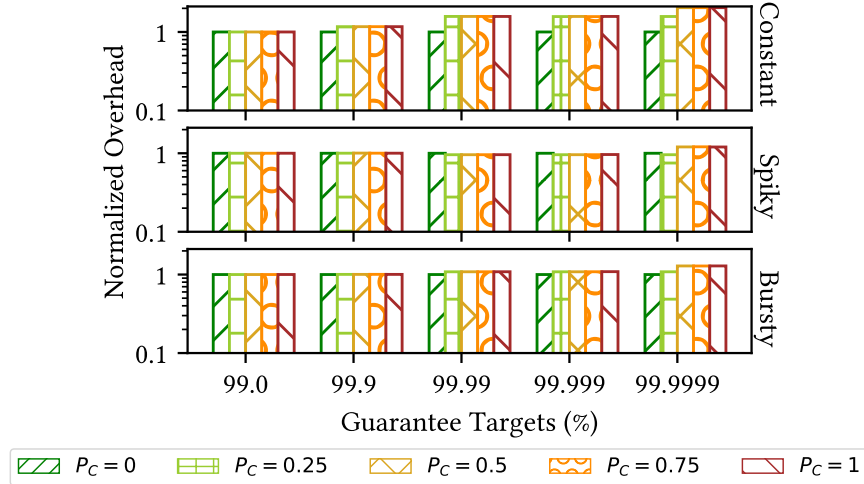 Normalized Overhead
1
0.1
Constant
1
0.1
Spiky
1
0.1
Bursty
99.0 99.9 99.99 99.999 99.9999
Guarantee Targets (%)
P_C = 0 P_C = 0.25 P_C = 0.5 P_C = 0.75 P_C = 1